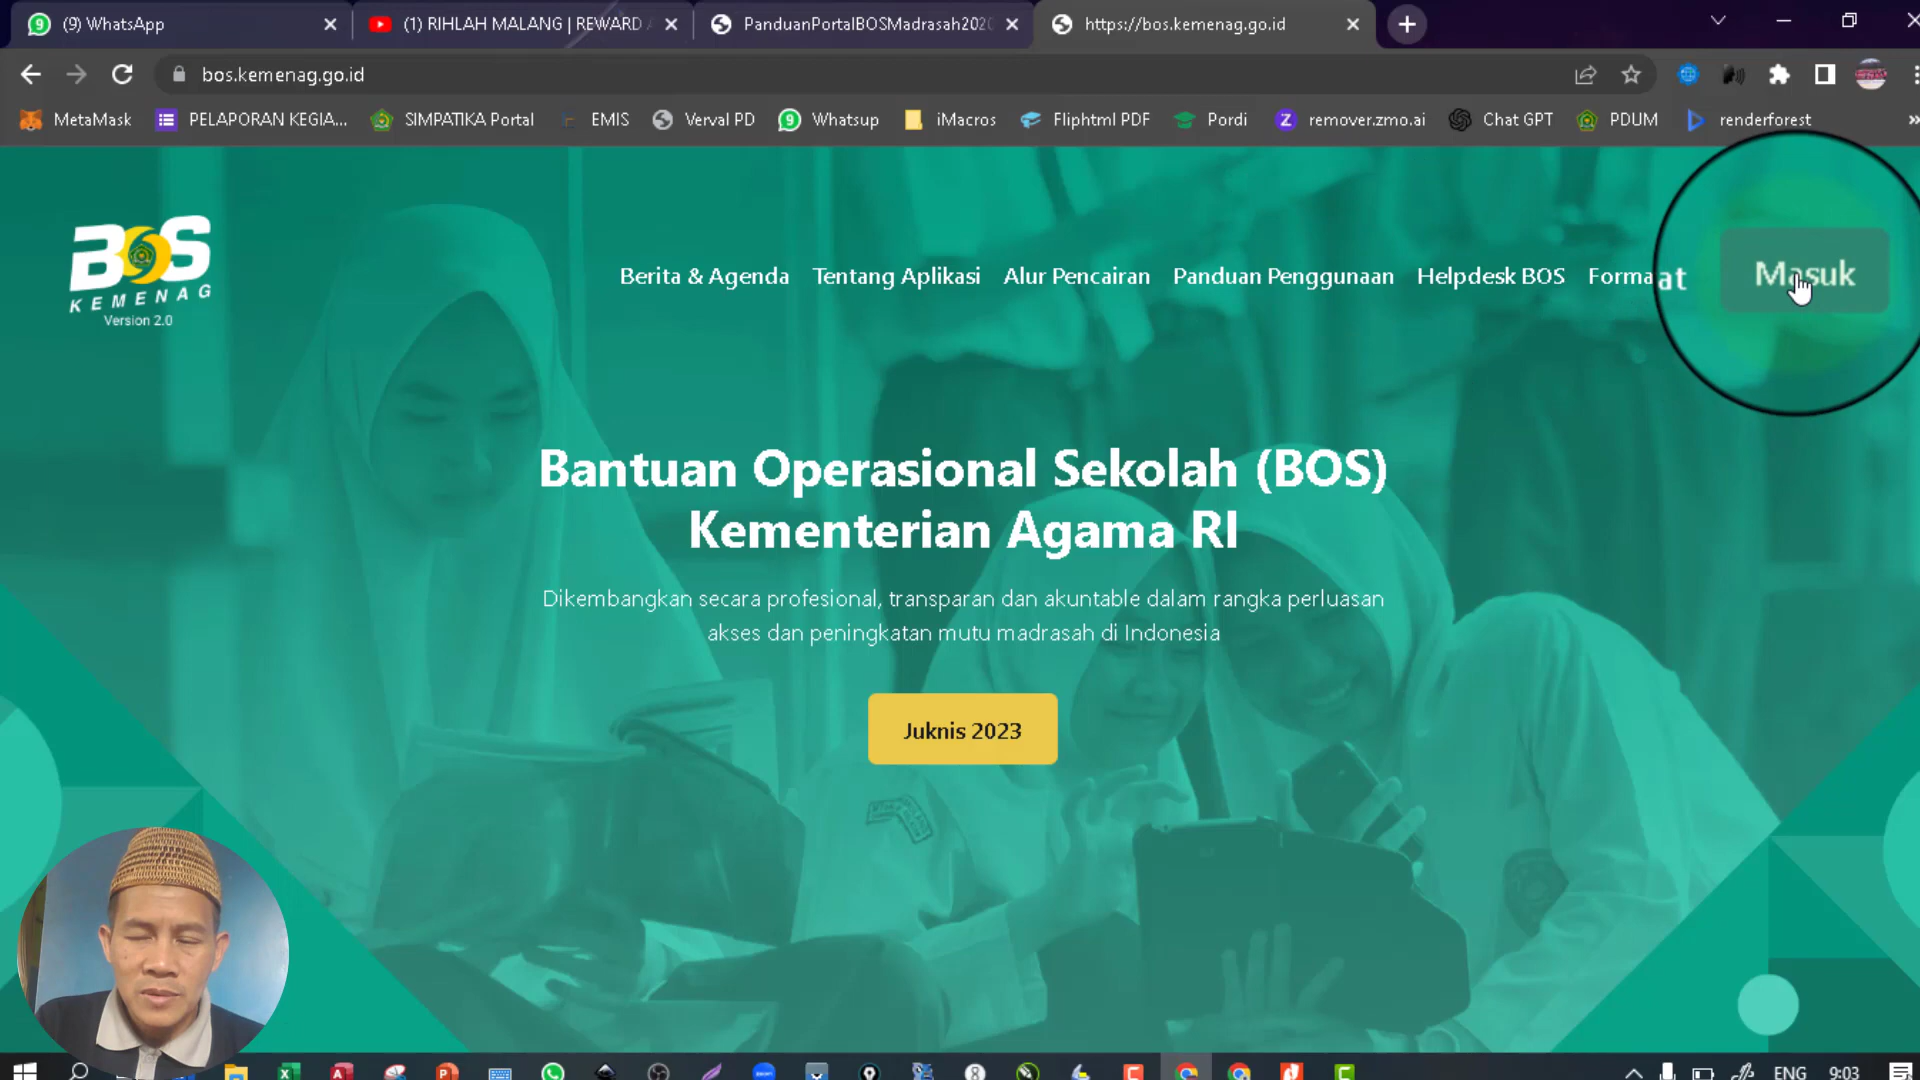 (9) WhatsApp
(1) RIHLAH MALANG | REWARD
PanduanPortalBOSMadrasah2020
https://bos.kemenag.go.id
bos.kemenag.go.id
MetaMask
PELAPORAN KEGIA...
SIMPATIKA Portal
EMIS
Verval PD
Whatsup
iMacros
Fliphtml PDF
Pordi
remover.zmo.ai
Chat GPT
PDUM
renderforest
BOS
KEMENAG
Version 2.0
Berita & Agenda
Tentang Aplikasi
Alur Pencairan
Panduan Penggunaan
Helpdesk BOS
Format
Masuk
Bantuan Operasional Sekolah (BOS)
Kementerian Agama RI
Dikembangkan secara profesional, transparan dan akuntable dalam rangka perluasan
akses dan peningkatan mutu madrasah di Indonesia
Juknis 2023
ENG
9:03